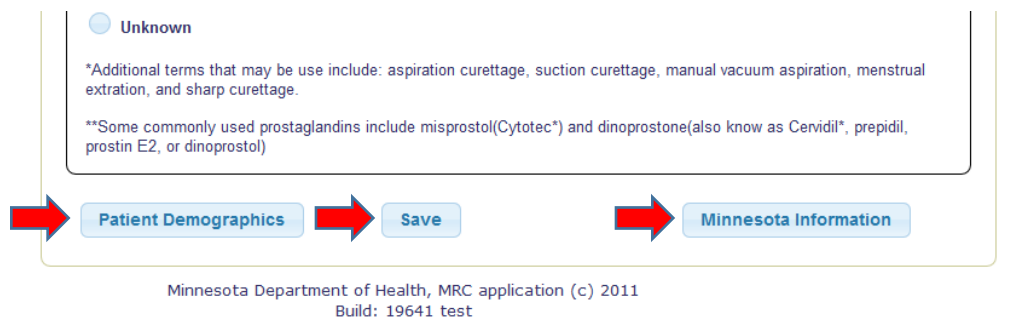 Unknown
*Additional terms that may be use include: aspiration curettage, suction curettage, manual vacuum aspiration, menstrual
extration, and sharp curettage.
**Some commonly used prostaglandins include misprostol(Cytotec*) and dinoprostone(also know as Cervidil*, prepidil,
prostin E2, or dinoprostol)
Patient Demographics Save Minnesota Information
Minnesota Department of Health, MRC application (c) 2011
Build: 19641 test